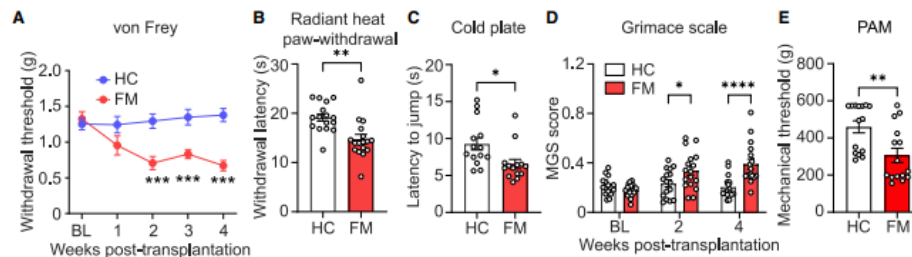 A
von Frey
Withdrawal threshold (g)
2.0
1.5
1.0
0.5
0.0
HC
FM
***
***
***
BL
1
2
3
4
Weeks post-transplantation
B
Radiant heat
paw-withdrawal
Withdrawal latency (s)
30
20
10
0
**
HC
FM
C
Cold plate
Latency to jump (s)
20
15
10
5
0
*
HC
FM
D
Grimace scale
MGS score
1.2
0.8
0.4
0
HC
FM
*
****
BL
2
4
Weeks post-transplantation
E
PAM
Mechanical threshold (g)
800
600
400
200
0
**
HC
FM